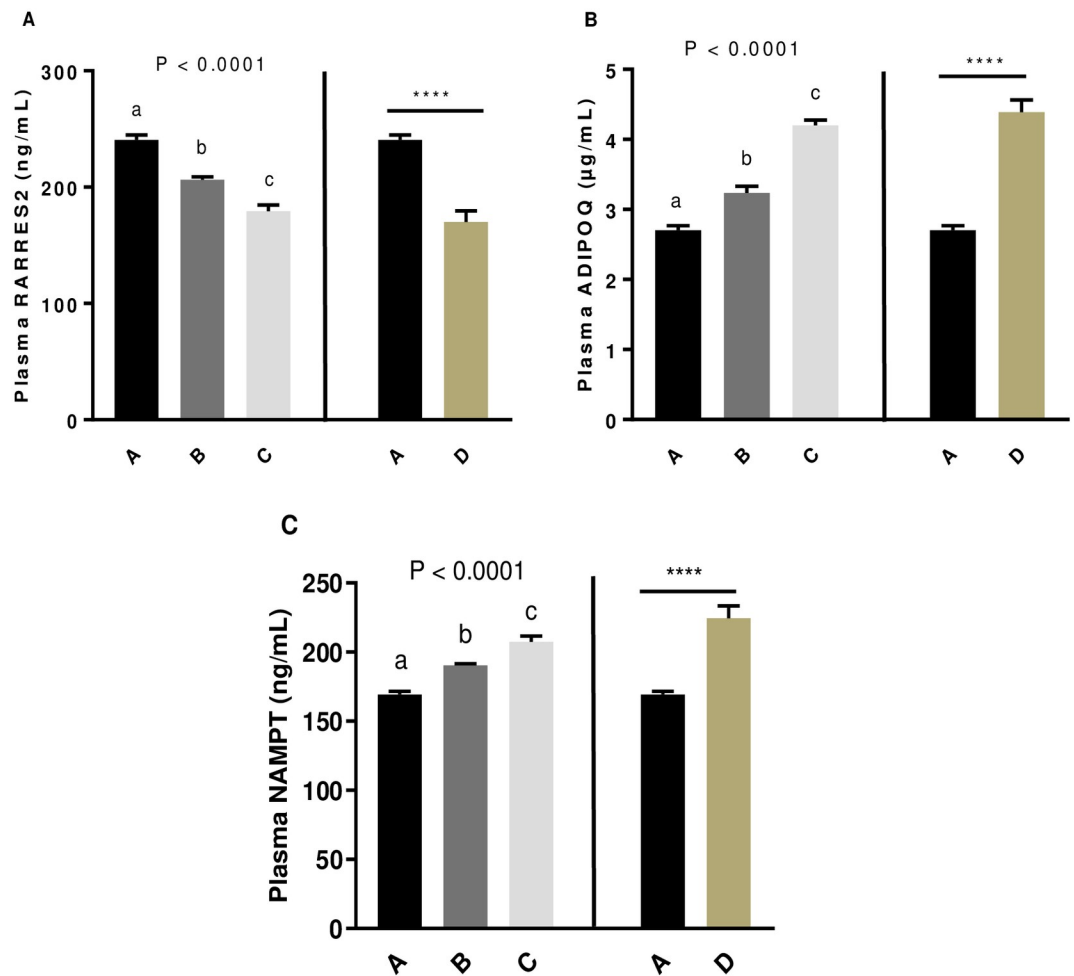 A
P < 0.0001
Plasma RARRES2 (ng/mL)
300
200
100
0
a
b
c
****
A
B
C
A
D
B
P < 0.0001
Plasma ADIPOQ (µg/mL)
5
4
3
2
1
0
a
b
c
****
A
B
C
A
D
C
P < 0.0001
Plasma NAMPT (ng/mL)
250
200
150
100
50
0
a
b
c
****
A
B
C
A
D